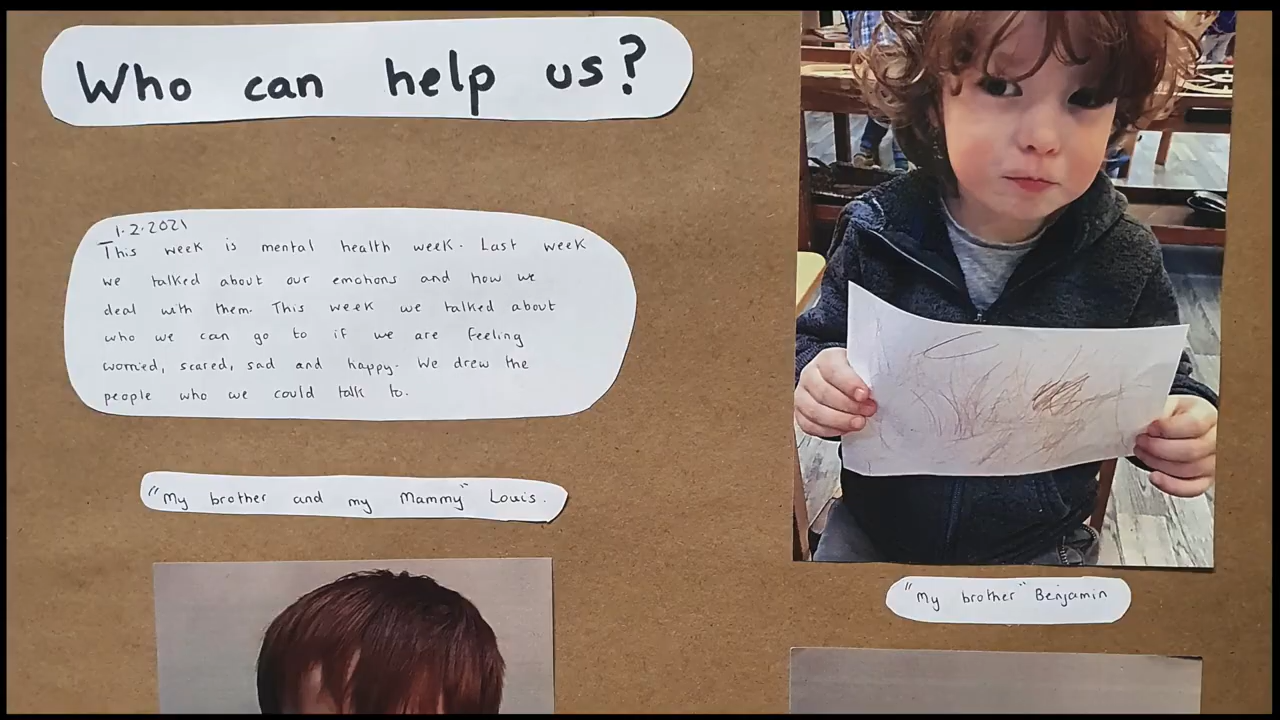 Who can help us?
1.2.2021
This week is mental health week. Last week
we talked about our emotions and how we
deal with them. This week we talked about
who we can go to if we are feeling
worried, scared, sad and happy. We drew the
people who we could talk to.
"My brother and my Mammy" Louis.
"My brother" Benjamin